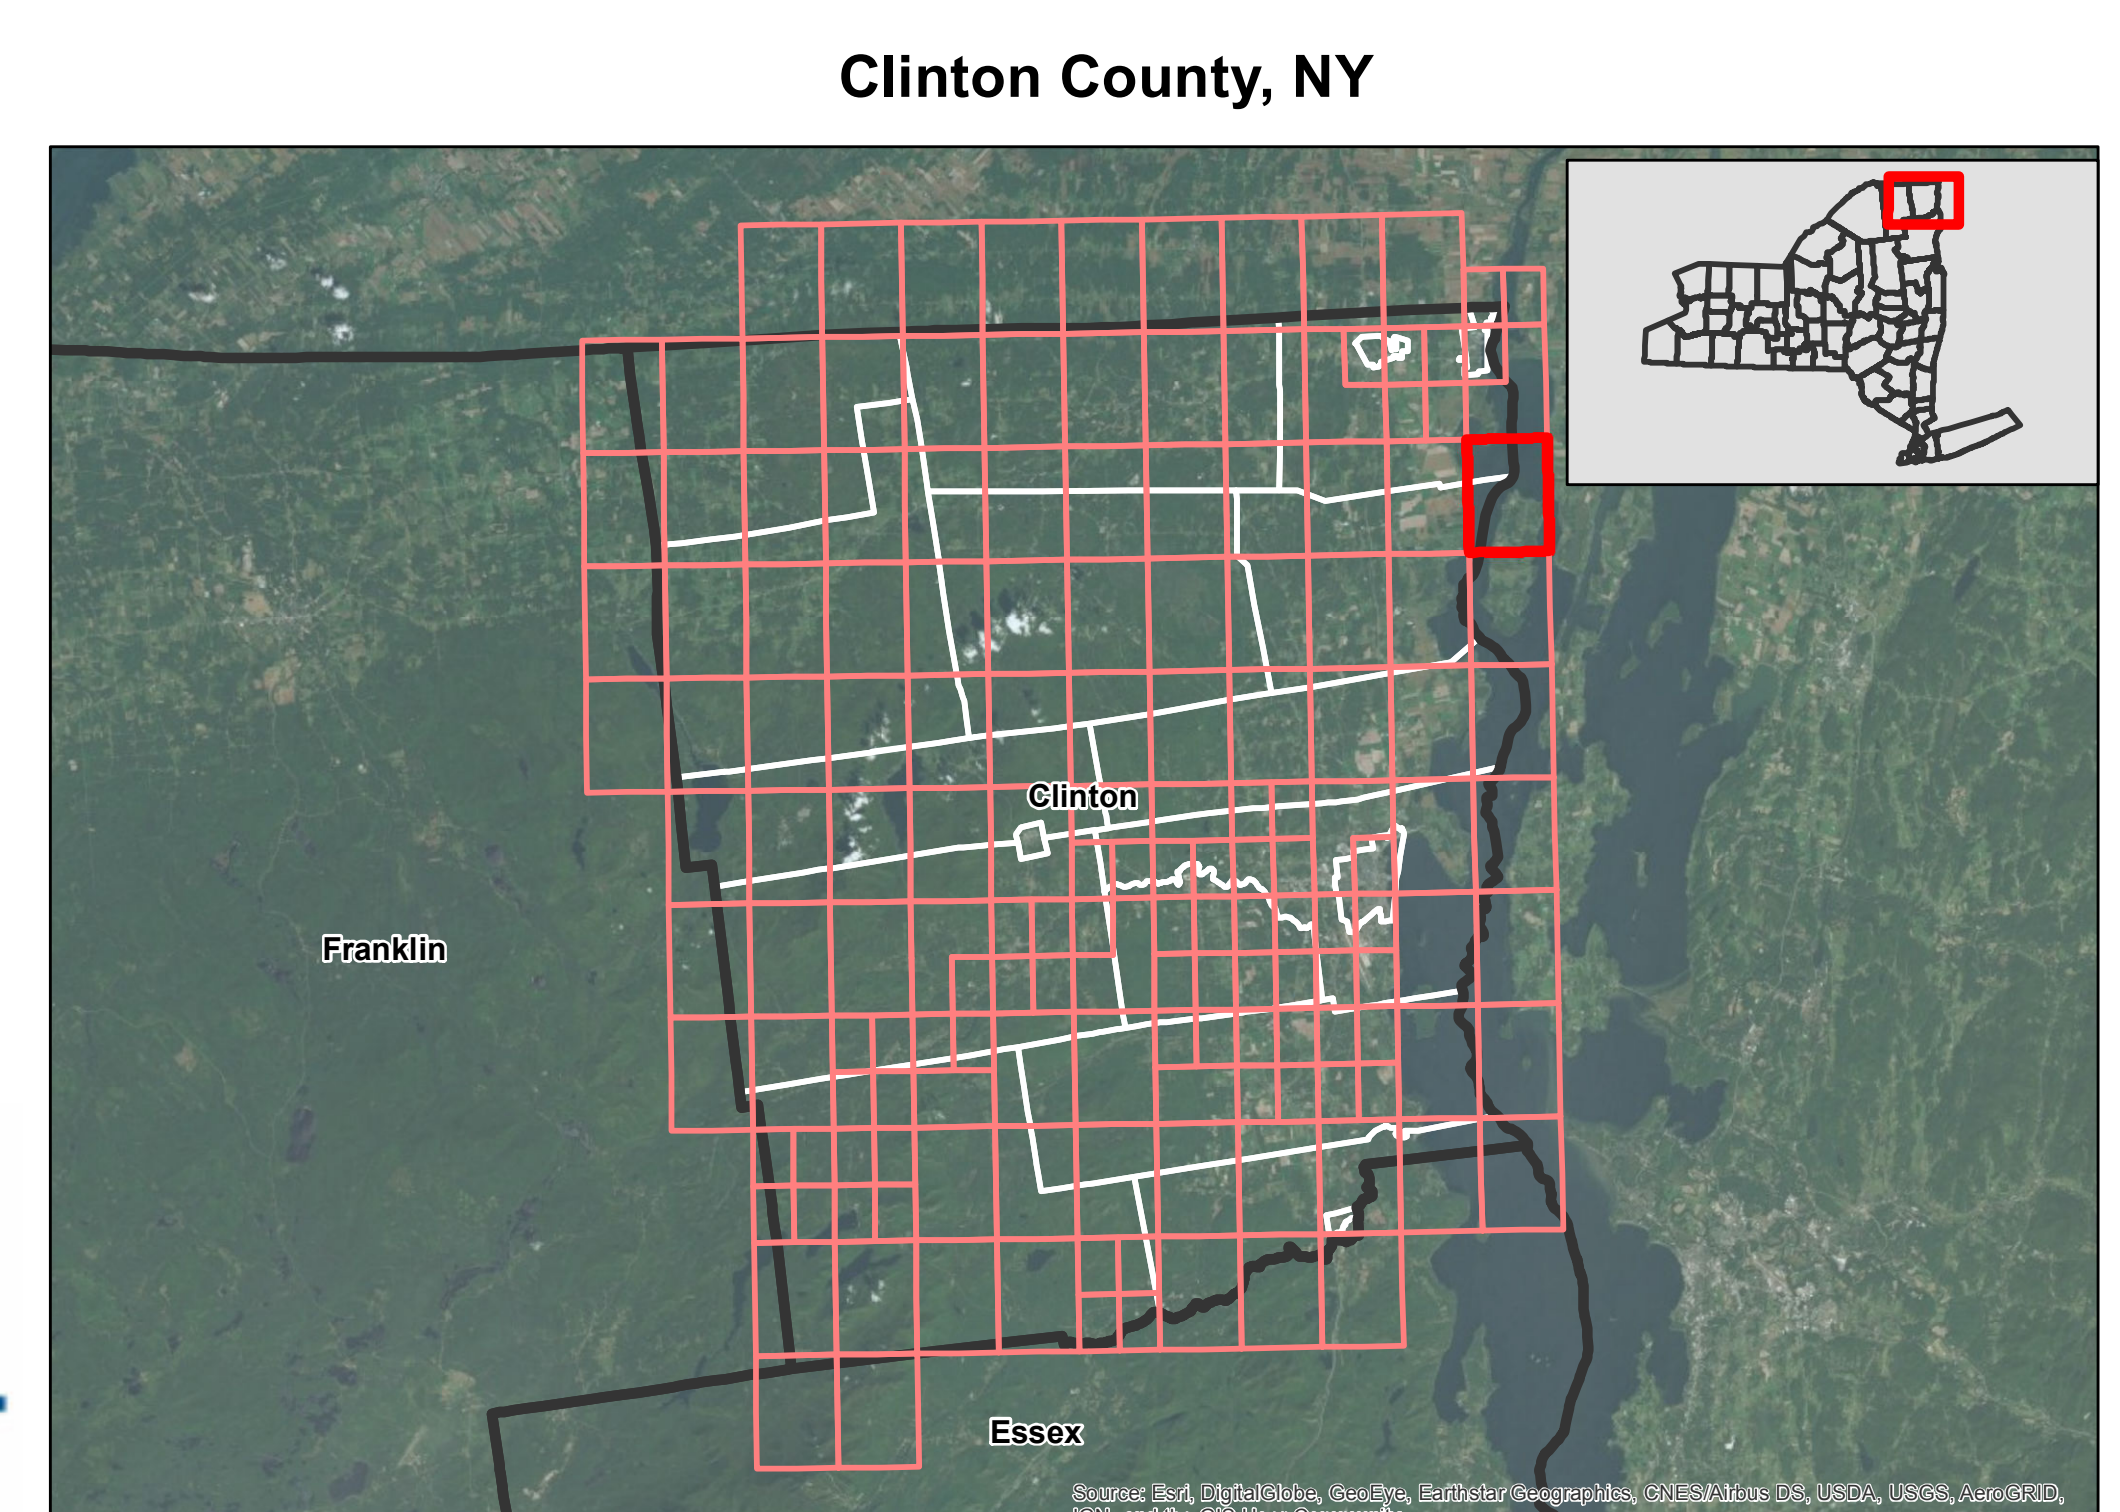 Clinton County, NY
Clinton
Franklin
Essex
Source: Esri, DigitalGlobe, GeoEye, Earthstar Geographics, CNES/Airbus DS, USDA, USGS, AeroGRID,